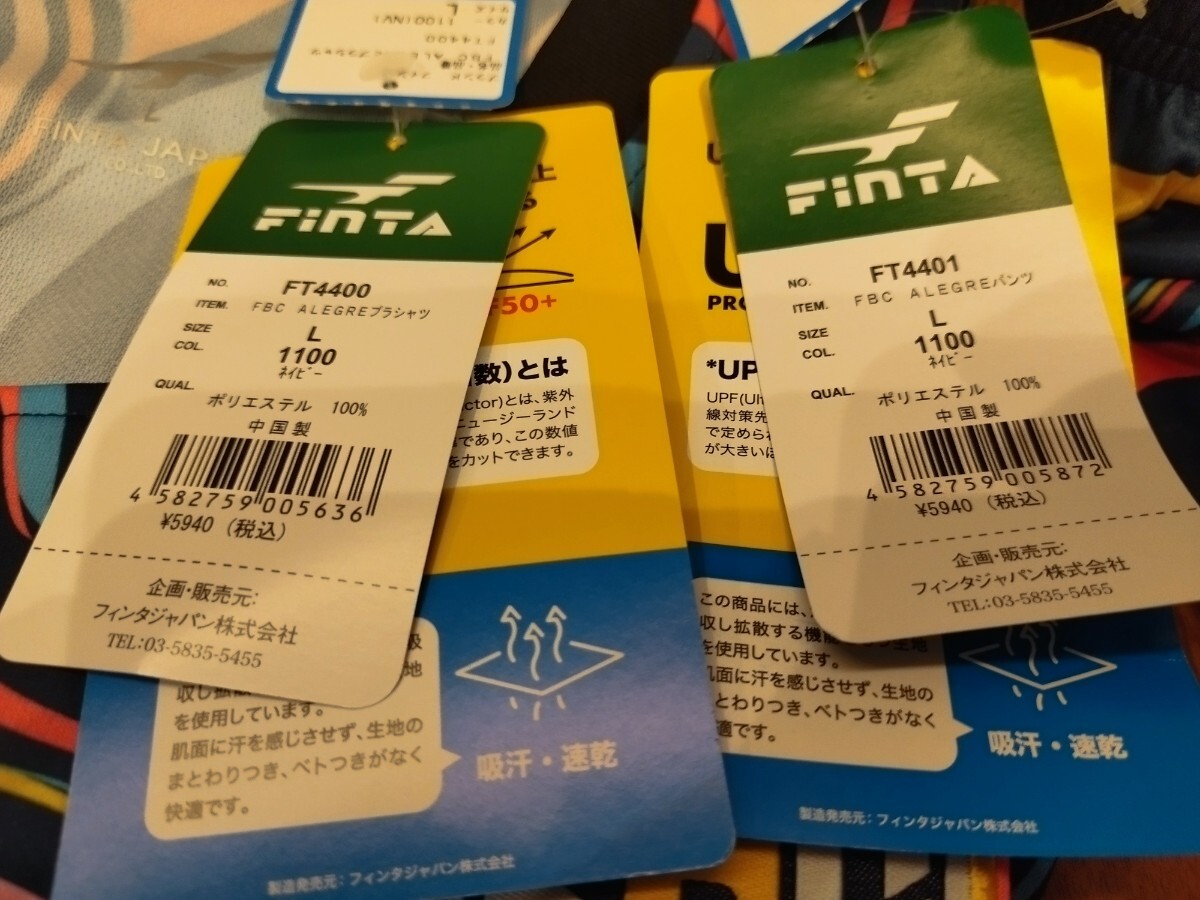 L
FINTA JAP
CO.,LTD
L
1100(NV)
FT4400
FINTA
NO. FT4400
ITEM. FBC ALEGREプラシャツ
SIZE L
COL. 1100
ネイビー
QUAL.
ポリエステル 100%
中国製
4 582759 005636
¥5940 (税込)
企画・販売元:
フィンタジャパン株式会社
TEL:03-5835-5455
上
50+
数)とは
ctor)とは、紫外
ニュージーランド
であり、この数値
をカットできます。
吸
地
収し拡
を使用しています。
肌面に汗を感じさせず、生地の
まとわりつき、ベトつきがなく
快適です。
吸汗・速乾
製造発売元:フィンタジャパン株式会社
FINTA
NO. FT4401
ITEM. FBC ALEGREパンツ
SIZE L
COL. 1100
ネイビー
QUAL.
ポリエステル 100%
中国製
4 582759 005872
¥5940 (税込)
企画・販売元:
フィンタジャパン株式会社
TEL:03-5835-5455
U
PRO
*UP
UPF(Ul
線対策先
で定めら
が大きい
この商品には、
収し拡散する機能
を使用しています。
肌面に汗を感じさせず、生地の
とわりつき、ベトつきがなく
適です。
吸汗・速乾
製造発売元:フィンタジャパン株式会社